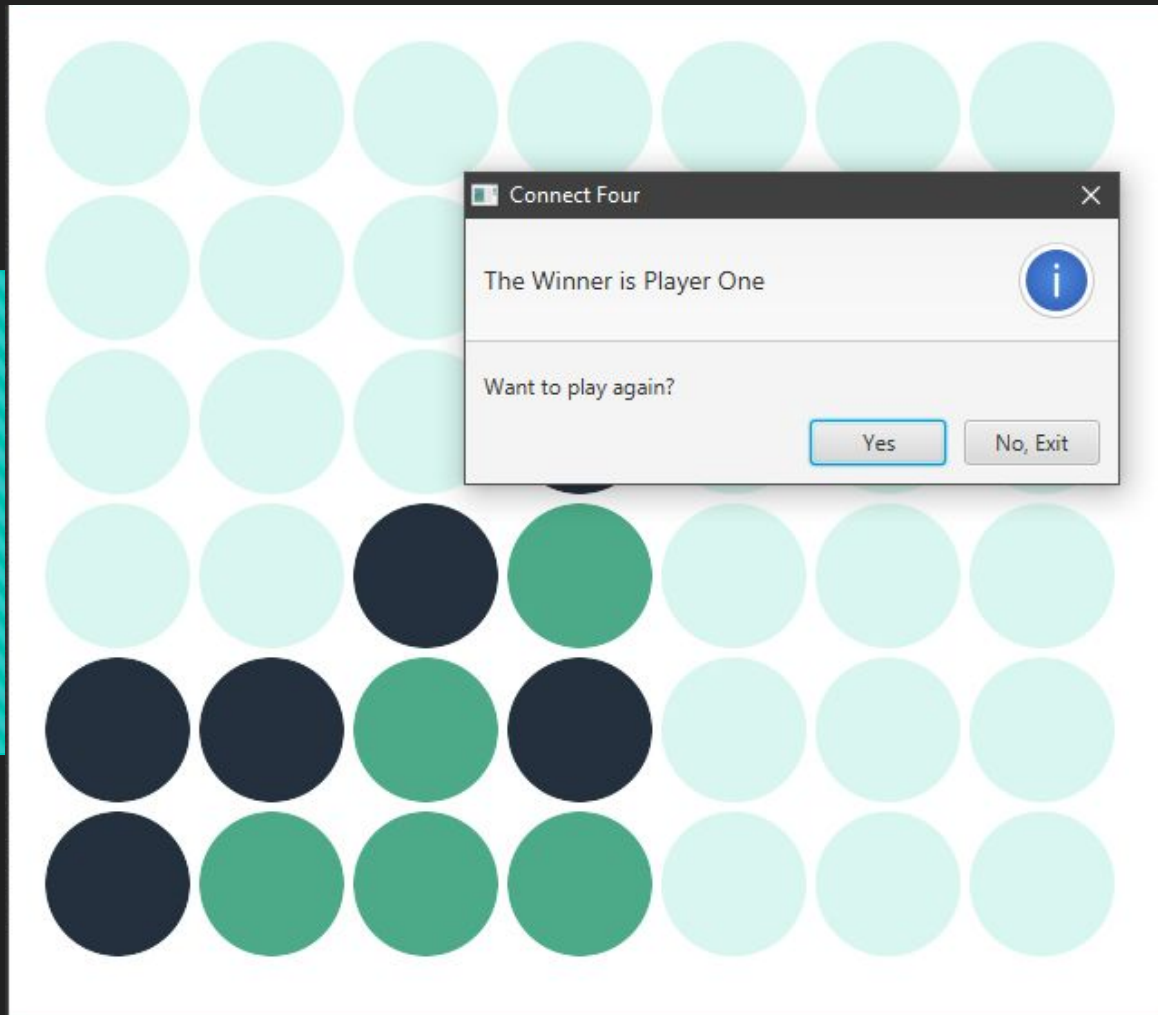 Connect Four
The Winner is Player One
Want to play again?
Yes
No, Exit